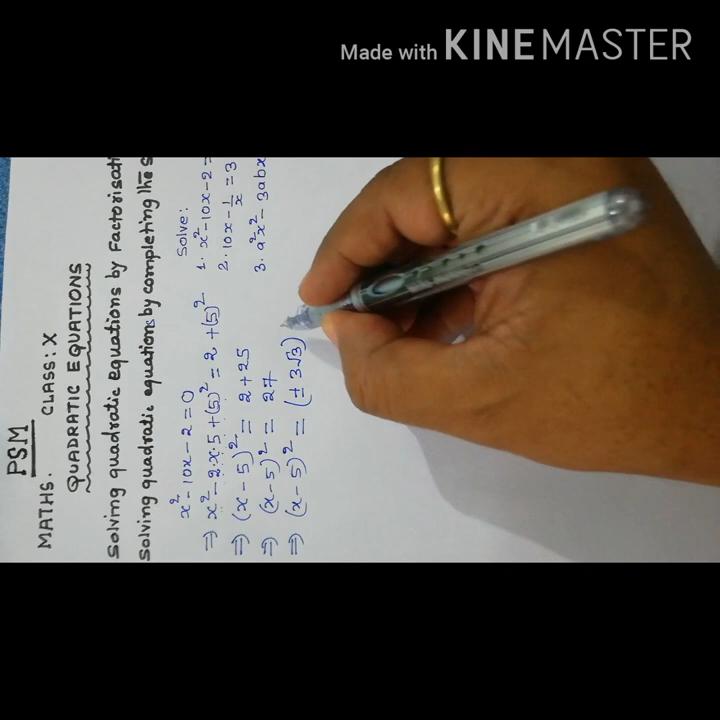 Made with KINEMASTER
PSM
MATHS. CLASS: X
QUADRATIC EQUATIONS
Solving quadratic equations by Factorisati
Solving quadratic equations by completing the s
x² - 10x - 2 = 0
⇒ x² - 2·x·5 + (5)² = 2 + (5)²
⇒ (x - 5)² = 2 + 25
⇒ (x - 5)² = 27
⇒ (x - 5)² = (± 3√3)
Solve:
1. x² - 10x - 2 =
2. 10x - 1/x = 3
3. a²x² - 3abx